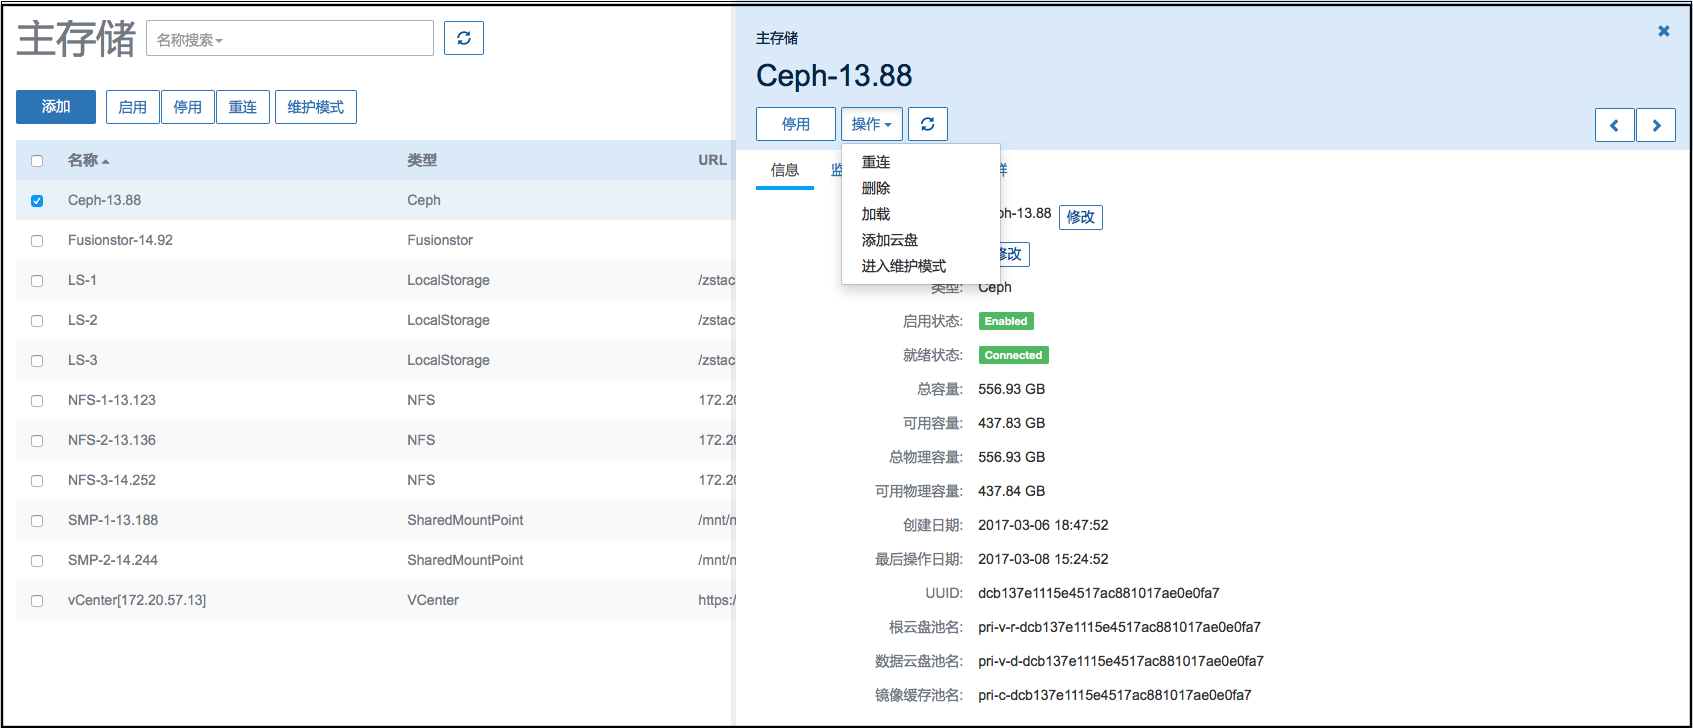 主存储
名称搜索
添加 启用 停用 重连 维护模式
名称 类型 URL
Ceph-13.88 Ceph
Fusionstor-14.92 Fusionstor
LS-1 LocalStorage /zstac
LS-2 LocalStorage /zstac
LS-3 LocalStorage /zstac
NFS-1-13.123 NFS 172.20
NFS-2-13.136 NFS 172.20
NFS-3-14.252 NFS 172.20
SMP-1-13.188 SharedMountPoint /mnt/n
SMP-2-14.244 SharedMountPoint /mnt/n
vCenter[172.20.57.13] VCenter https:/
主存储
Ceph-13.88
停用 操作
信息
重连
删除
加载
添加云盘
进入维护模式
ph-13.88 修改
修改
类型: Ceph
启用状态: Enabled
就绪状态: Connected
总容量: 556.93 GB
可用容量: 437.83 GB
总物理容量: 556.93 GB
可用物理容量: 437.84 GB
创建日期: 2017-03-06 18:47:52
最后操作日期: 2017-03-08 15:24:52
UUID: dcb137e1115e4517ac881017ae0e0fa7
根云盘池名: pri-v-r-dcb137e1115e4517ac881017ae0e0fa7
数据云盘池名: pri-v-d-dcb137e1115e4517ac881017ae0e0fa7
镜像缓存池名: pri-c-dcb137e1115e4517ac881017ae0e0fa7